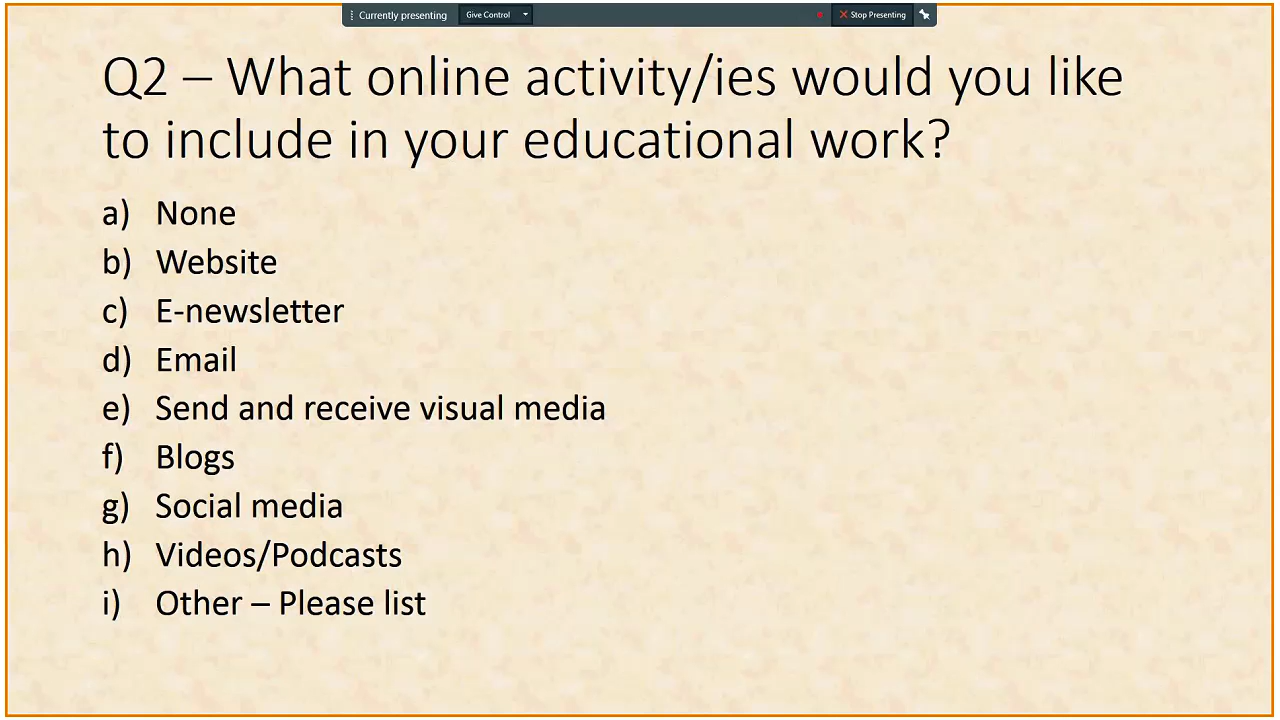 Currently presenting Give Control Stop Presenting
Q2 – What online activity/ies would you like
to include in your educational work?
a) None
b) Website
c) E-newsletter
d) Email
e) Send and receive visual media
f) Blogs
g) Social media
h) Videos/Podcasts
i) Other – Please list